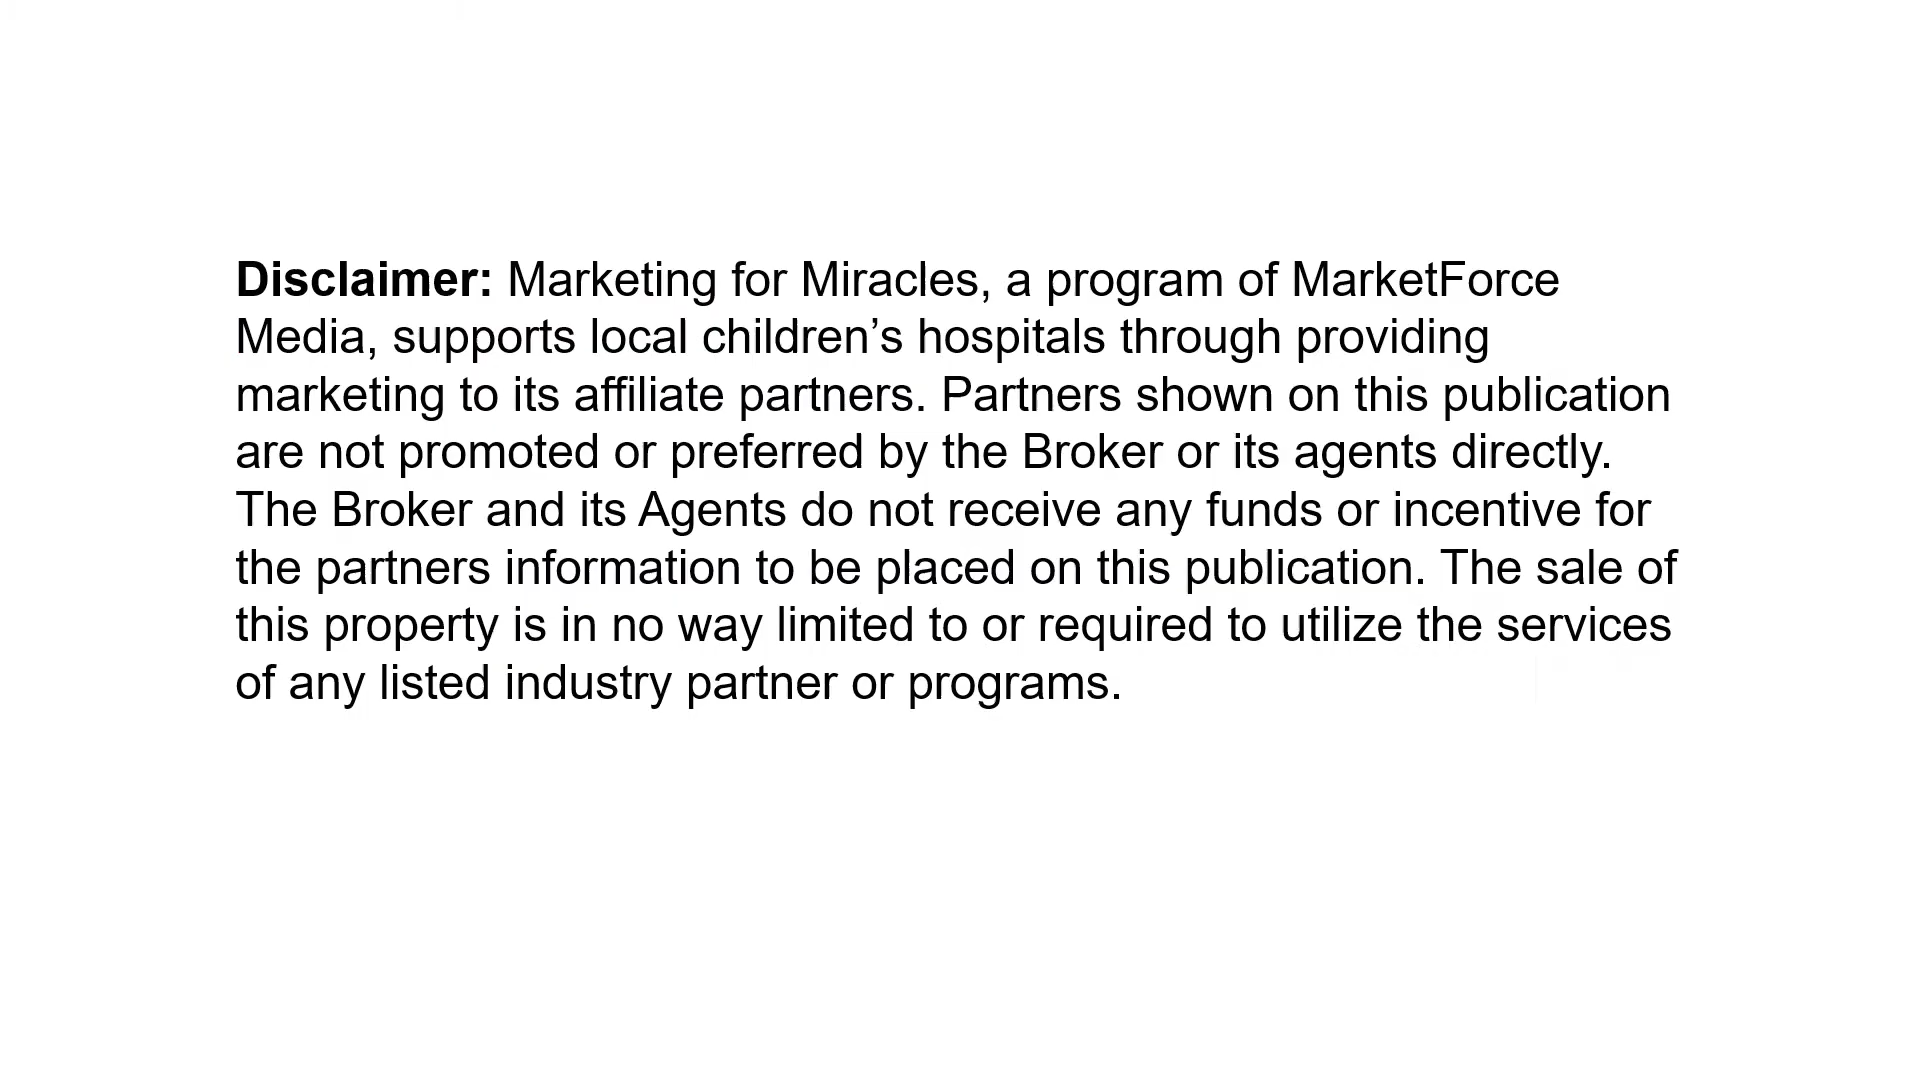 Disclaimer: Marketing for Miracles, a program of MarketForce
Media, supports local children’s hospitals through providing
marketing to its affiliate partners. Partners shown on this publication
are not promoted or preferred by the Broker or its agents directly.
The Broker and its Agents do not receive any funds or incentive for
the partners information to be placed on this publication. The sale of
this property is in no way limited to or required to utilize the services
of any listed industry partner or programs.